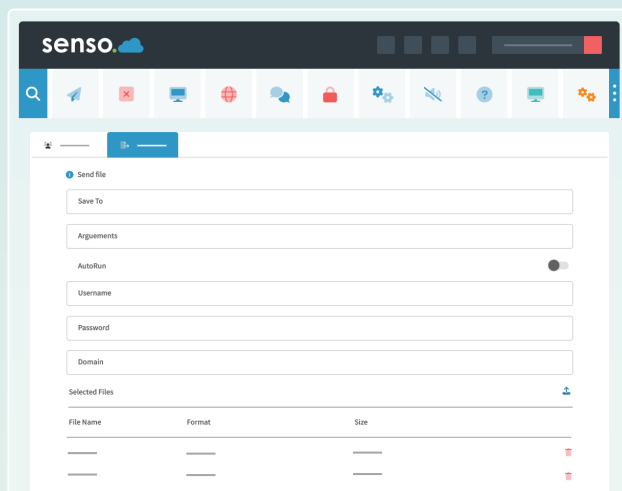 senso.
Send file
Save To
Arguements
AutoRun
Username
Password
Domain
Selected Files
File Name Format Size